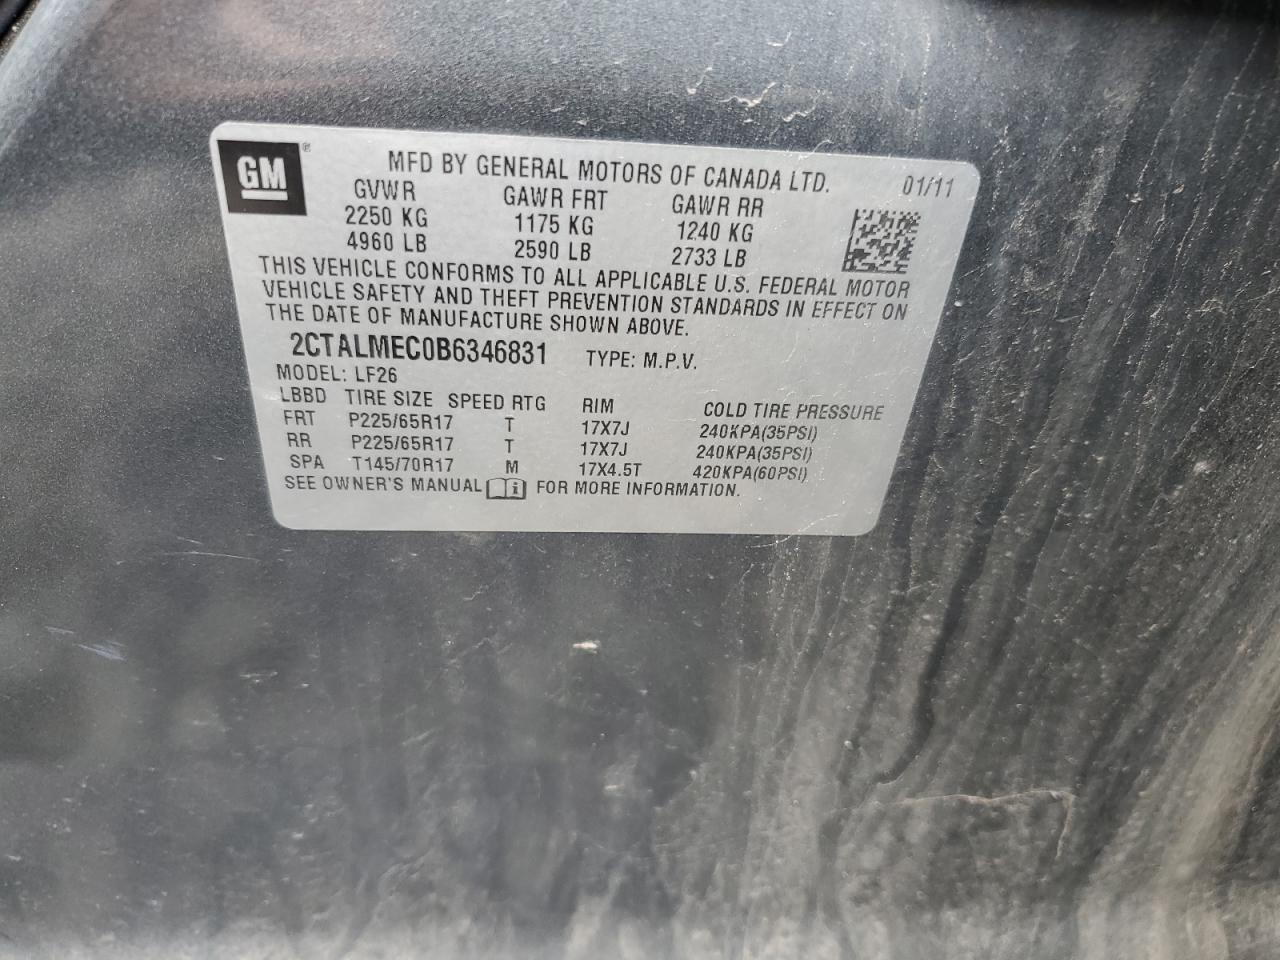 GM®
MFD BY GENERAL MOTORS OF CANADA LTD. 01/11
GVWR GAWR FRT GAWR RR
2250 KG 1175 KG 1240 KG
4960 LB 2590 LB 2733 LB
THIS VEHICLE CONFORMS TO ALL APPLICABLE U.S. FEDERAL MOTOR
VEHICLE SAFETY AND THEFT PREVENTION STANDARDS IN EFFECT ON
THE DATE OF MANUFACTURE SHOWN ABOVE.
2CTALMEC0B6346831 TYPE: M.P.V.
MODEL: LF26
LBBD TIRE SIZE SPEED RTG RIM COLD TIRE PRESSURE
FRT P225/65R17 T 17X7J 240KPA(35PSI)
RR P225/65R17 T 17X7J 240KPA(35PSI)
SPA T145/70R17 M 17X4.5T 420KPA(60PSI)
SEE OWNER'S MANUAL i FOR MORE INFORMATION.